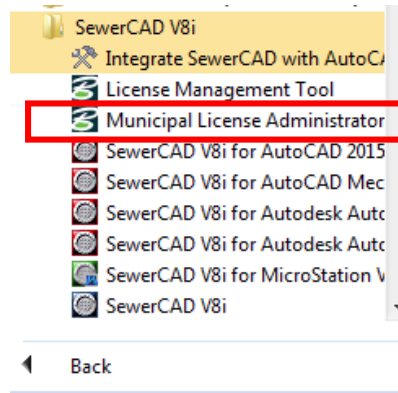 SewerCAD V8i
Integrate SewerCAD with AutoCA
License Management Tool
Municipal License Administrator
SewerCAD V8i for AutoCAD 2015
SewerCAD V8i for AutoCAD Mec
SewerCAD V8i for Autodesk Auto
SewerCAD V8i for Autodesk Auto
SewerCAD V8i for MicroStation V
SewerCAD V8i
Back